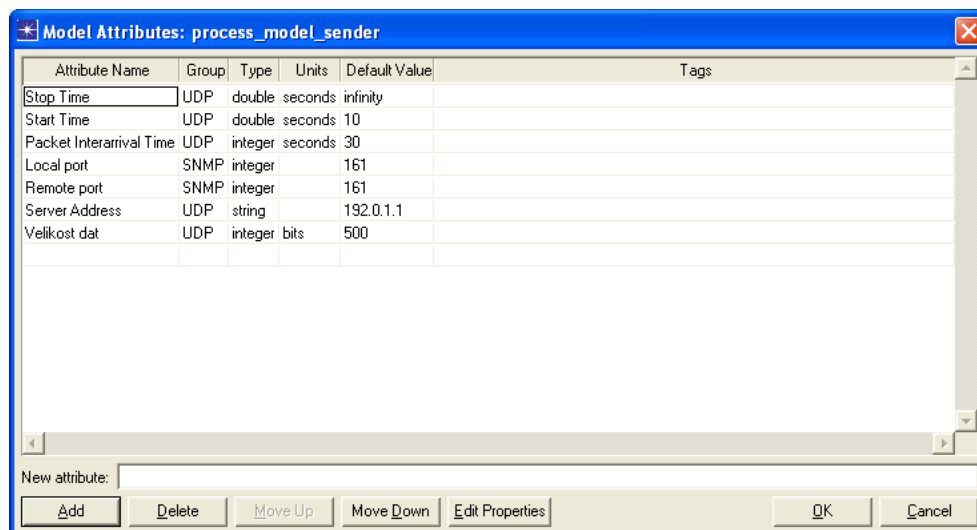 Model Attributes: process_model_sender
Attribute Name Group Type Units Default Value Tags
Stop Time UDP double seconds infinity
Start Time UDP double seconds 10
Packet Interarrival Time UDP integer seconds 30
Local port SNMP integer 161
Remote port SNMP integer 161
Server Address UDP string 192.0.1.1
Velikost dat UDP integer bits 500
New attribute:
Add Delete Move Up Move Down Edit Properties OK Cancel